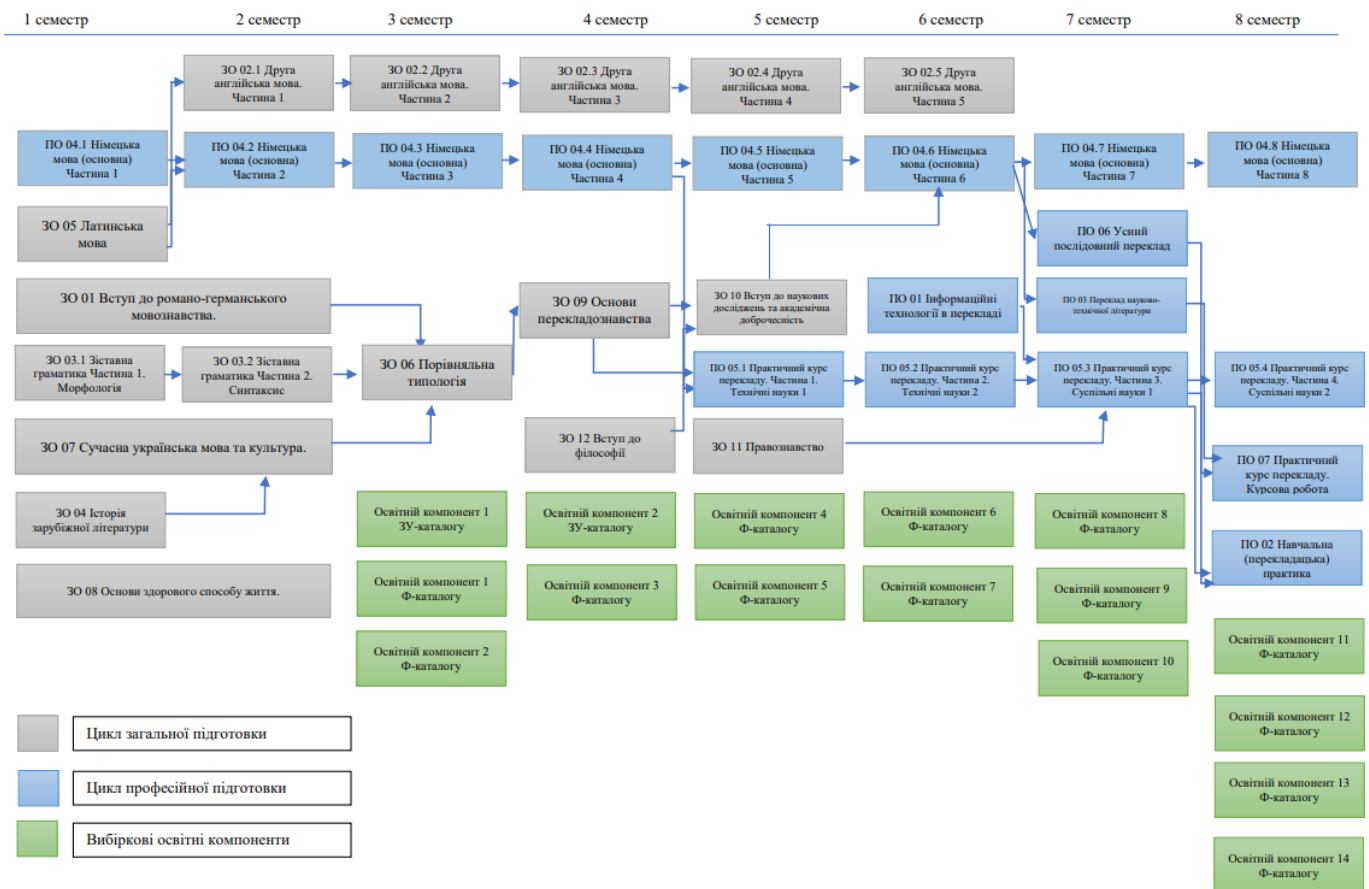 1 семестр
2 семестр
3 семестр
4 семестр
5 семестр
6 семестр
7 семестр
8 семестр
ЗО 02.1 Друга
англійська мова.
Частина 1
ЗО 02.2 Друга
англійська мова.
Частина 2
ЗО 02.3 Друга
англійська мова.
Частина 3
ЗО 02.4 Друга
англійська мова.
Частина 4
ЗО 02.5 Друга
англійська мова.
Частина 5
ПО 04.1 Німецька
мова (основна)
Частина 1
ПО 04.2 Німецька
мова (основна)
Частина 2
ПО 04.3 Німецька
мова (основна)
Частина 3
ПО 04.4 Німецька
мова (основна)
Частина 4
ПО 04.5 Німецька
мова (основна)
Частина 5
ПО 04.6 Німецька
мова (основна)
Частина 6
ПО 04.7 Німецька
мова (основна)
Частина 7
ПО 04.8 Німецька
мова (основна)
Частина 8
ЗО 05 Латинська
мова
ПО 06 Усний
послідовний переклад
ЗО 01 Вступ до романо-германського
мовознавства.
ЗО 09 Основи
перекладознавства
ЗО 10 Вступ до наукових
досліджень та академічна
доброчесність
ПО 01 Інформаційні
технології в перекладі
ПО 03 Переклад науково-
технічної літератури
ЗО 03.1 Зіставна
граматика Частина 1.
Морфологія
ЗО 03.2 Зіставна
граматика Частина 2.
Синтаксис
ЗО 06 Порівняльна
типологія
ПО 05.1 Практичний курс
перекладу. Частина 1.
Технічні науки 1
ПО 05.2 Практичний курс
перекладу. Частина 2.
Технічні науки 2
ПО 05.3 Практичний курс
перекладу. Частина 3.
Суспільні науки 1
ПО 05.4 Практичний курс
перекладу. Частина 4.
Суспільні науки 2
ЗО 07 Сучасна українська мова та культура.
ЗО 12 Вступ до
філософії
ЗО 11 Правознавство
ПО 07 Практичний
курс перекладу.
Курсова робота
ЗО 04 Історія
зарубіжної літератури
Освітній компонент 1
ЗУ-каталогу
Освітній компонент 2
ЗУ-каталогу
Освітній компонент 4
Ф-каталогу
Освітній компонент 6
Ф-каталогу
Освітній компонент 8
Ф-каталогу
ПО 02 Навчальна
(перекладацька)
практика
ЗО 08 Основи здорового способу життя.
Освітній компонент 1
Ф-каталогу
Освітній компонент 3
Ф-каталогу
Освітній компонент 5
Ф-каталогу
Освітній компонент 7
Ф-каталогу
Освітній компонент 9
Ф-каталогу
Освітній компонент 2
Ф-каталогу
Освітній компонент 10
Ф-каталогу
Освітній компонент 11
Ф-каталогу
Освітній компонент 12
Ф-каталогу
Освітній компонент 13
Ф-каталогу
Освітній компонент 14
Ф-каталогу
Цикл загальної підготовки
Цикл професійної підготовки
Вибіркові освітні компоненти